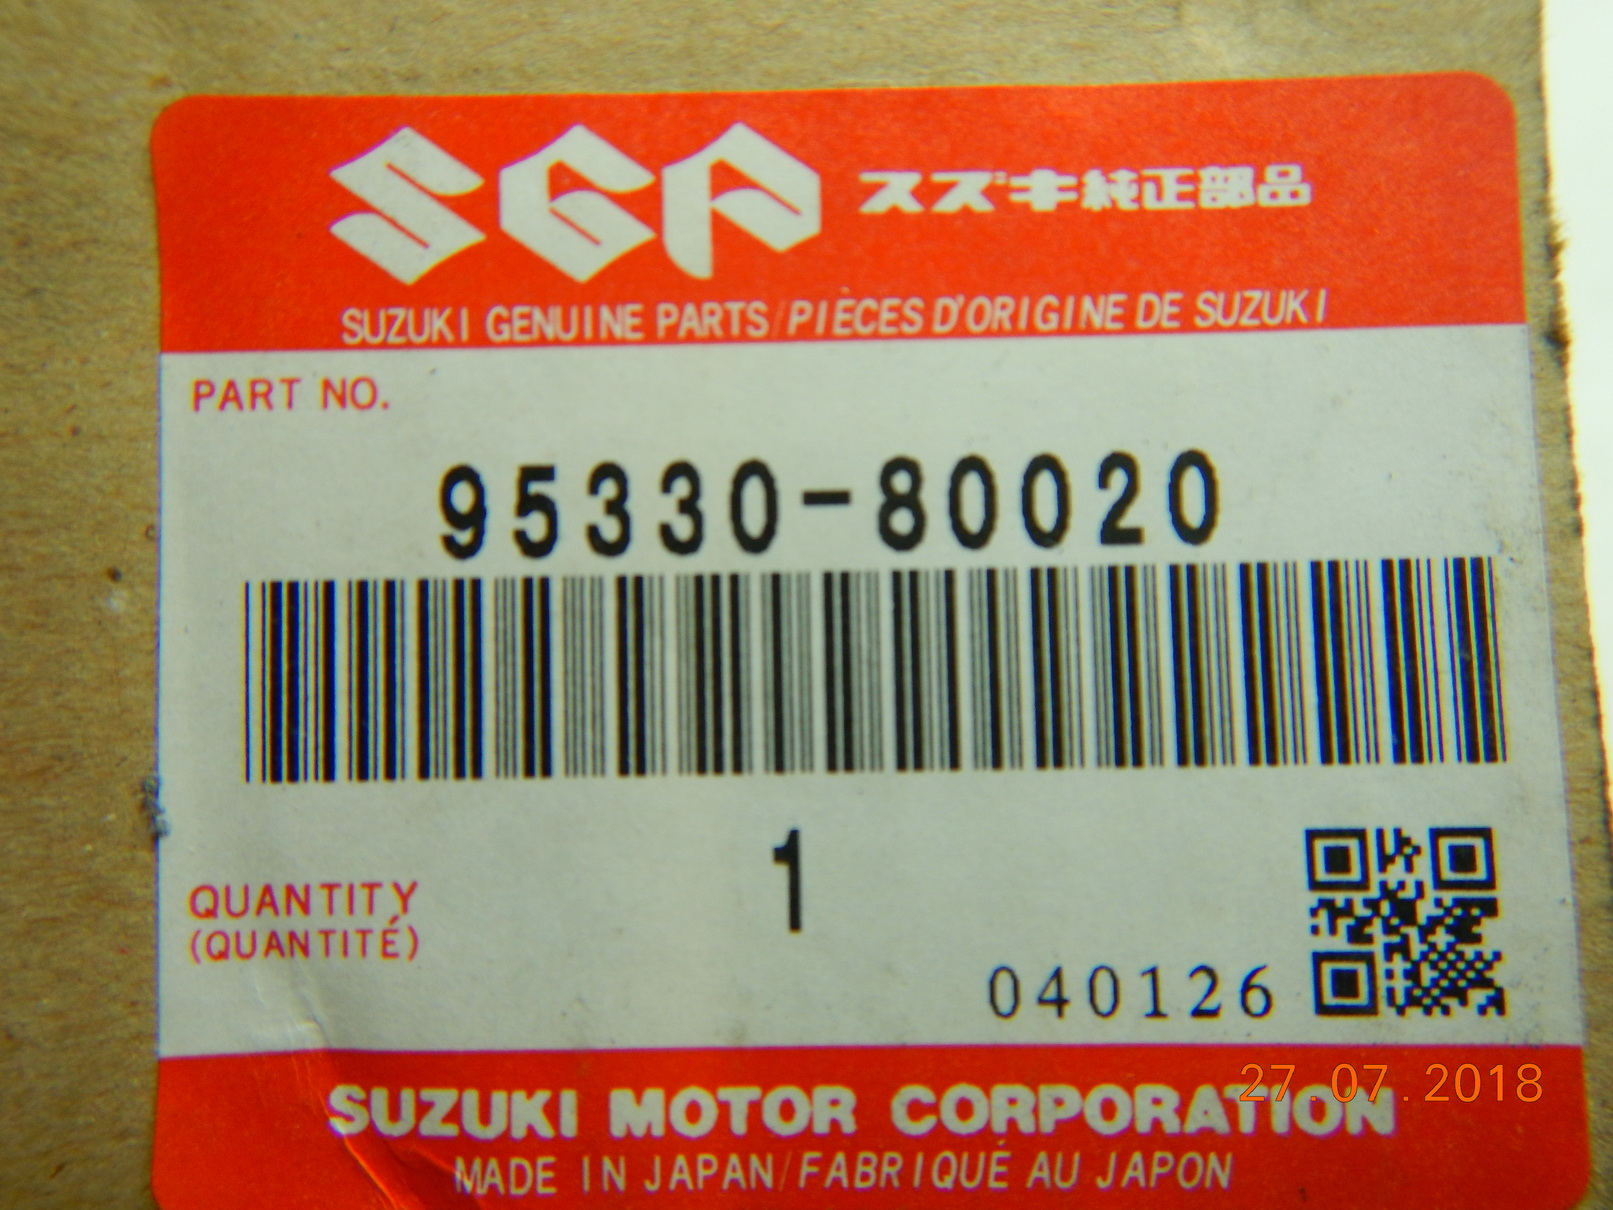 SGP スズキ純正部品
SUZUKI GENUINE PARTS/PIÈCES D'ORIGINE DE SUZUKI
PART NO.
95330-80020
1
QUANTITY
(QUANTITÉ)
040126
27.07.2018
SUZUKI MOTOR CORPORATION
MADE IN JAPAN/FABRIQUÉ AU JAPON